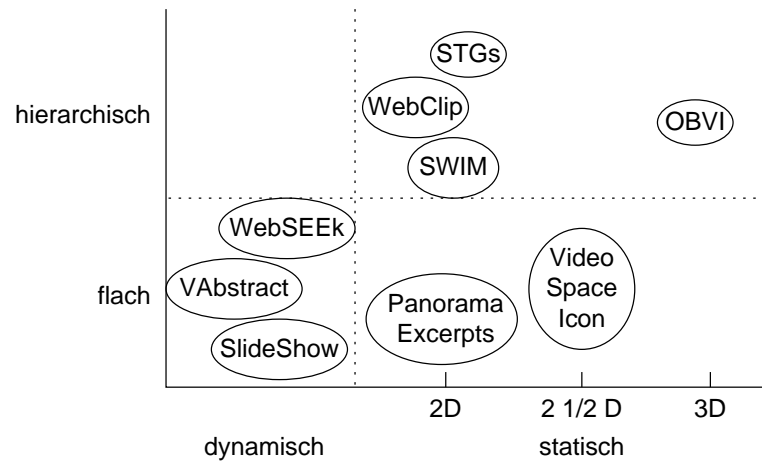 STGs
hierarchisch
WebClip
OBVI
SWIM
WebSEEk
VAbstract
flach
Panorama
Excerpts
Video
Space
Icon
SlideShow
2D
2 1/2 D
3D
dynamisch
statisch